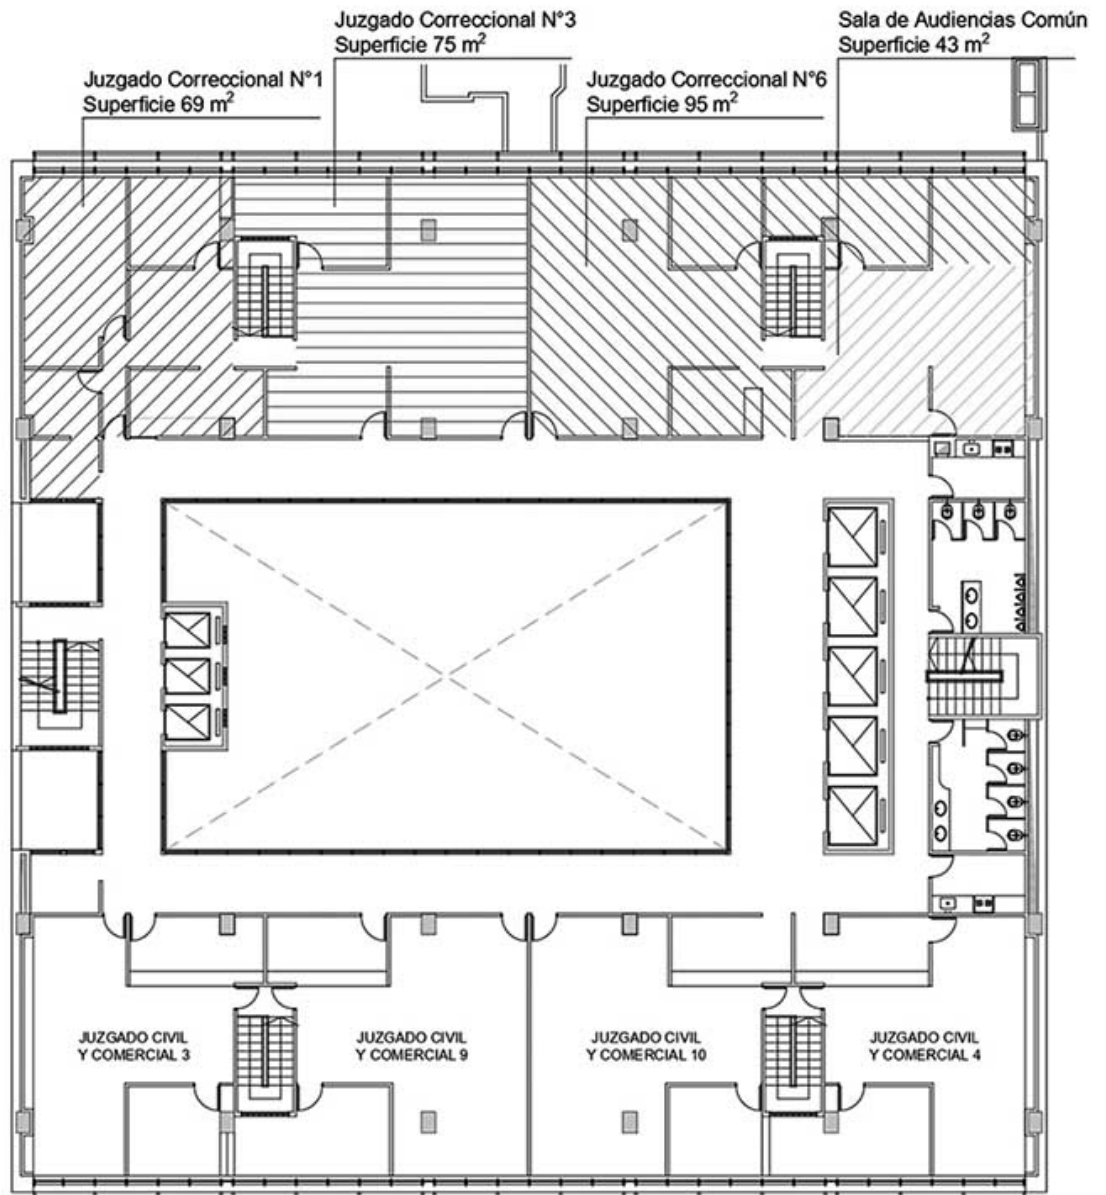 Juzgado Correccional N°3
Superficie 75 m²
Sala de Audiencias Común
Superficie 43 m²
Juzgado Correccional N°1
Superficie 69 m²
Juzgado Correccional N°6
Superficie 95 m²
JUZGADO CIVIL
Y COMERCIAL 3
JUZGADO CIVIL
Y COMERCIAL 9
JUZGADO CIVIL
Y COMERCIAL 10
JUZGADO CIVIL
Y COMERCIAL 4